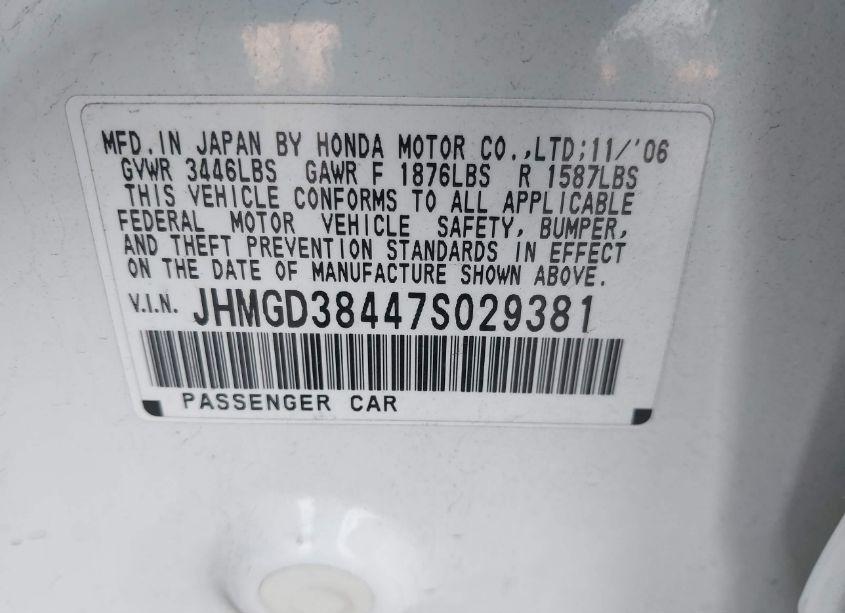 MFD. IN JAPAN BY HONDA MOTOR CO.,LTD;11/'06
GVWR 3446LBS GAWR F 1876LBS R 1587LBS
THIS VEHICLE CONFORMS TO ALL APPLICABLE
FEDERAL MOTOR VEHICLE SAFETY, BUMPER,
AND THEFT PREVENTION STANDARDS IN EFFECT
ON THE DATE OF MANUFACTURE SHOWN ABOVE.
V.I.N. JHMGD38447S029381
PASSENGER CAR